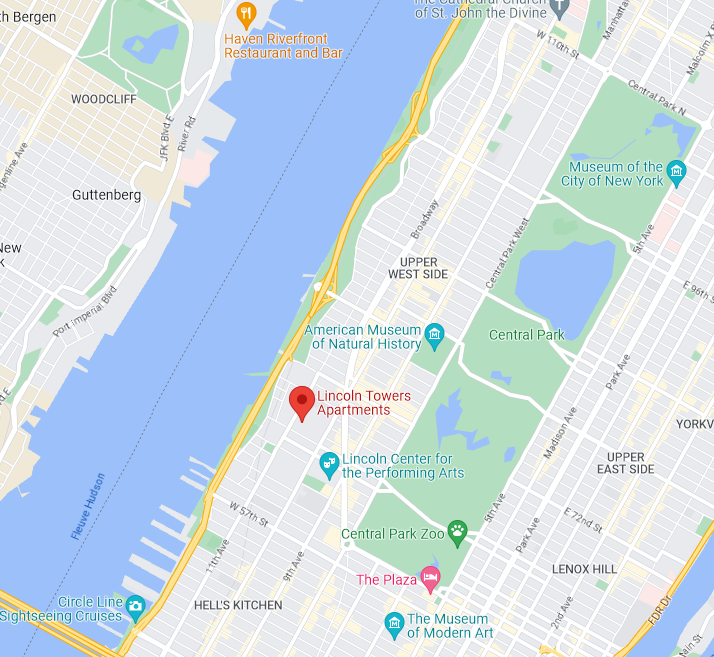 The Cathedral Church
of St. John the Divine
th Bergen
Haven Riverfront
Restaurant and Bar
W 110th St
Manhatta
Malcolm X B
Central Park N
WOODCLIFF
JFK Blvd E
River Rd
genline Ave
Guttenberg
Museum of the
City of New York
Broadway
Central Park West
5th Ave
New
k
UPPER
WEST SIDE
E 96th S
Port Imperial Blvd
American Museum
of Natural History
Central Park
Park Ave
d E
Lincoln Towers
Apartments
Madison Ave
YORKV
UPPER
EAST SIDE
Lincoln Center for
the Performing Arts
Fleuve Hudson
W 57th St
5th Ave
E 72nd St
Central Park Zoo
Park Ave
11th Ave
9th Ave
The Plaza
LENOX HILL
Circle Line
Sightseeing Cruises
HELL'S KITCHEN
The Museum
of Modern Art
2nd Ave
FDR Dr
ain St